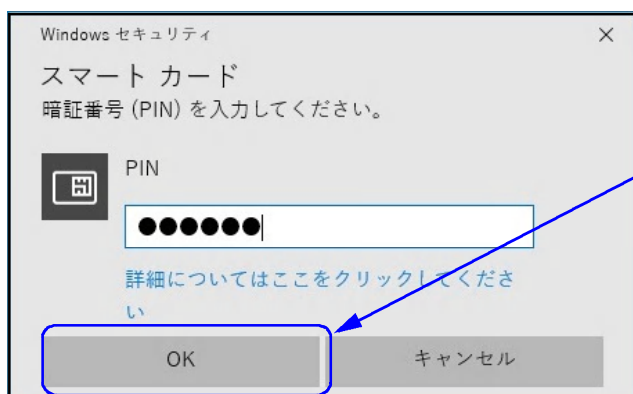 Windows セキュリティ
スマート カード
暗証番号 (PIN) を入力してください。
PIN
●●●●●●
詳細についてはここをクリックしてくださ
い
OK
キャンセル